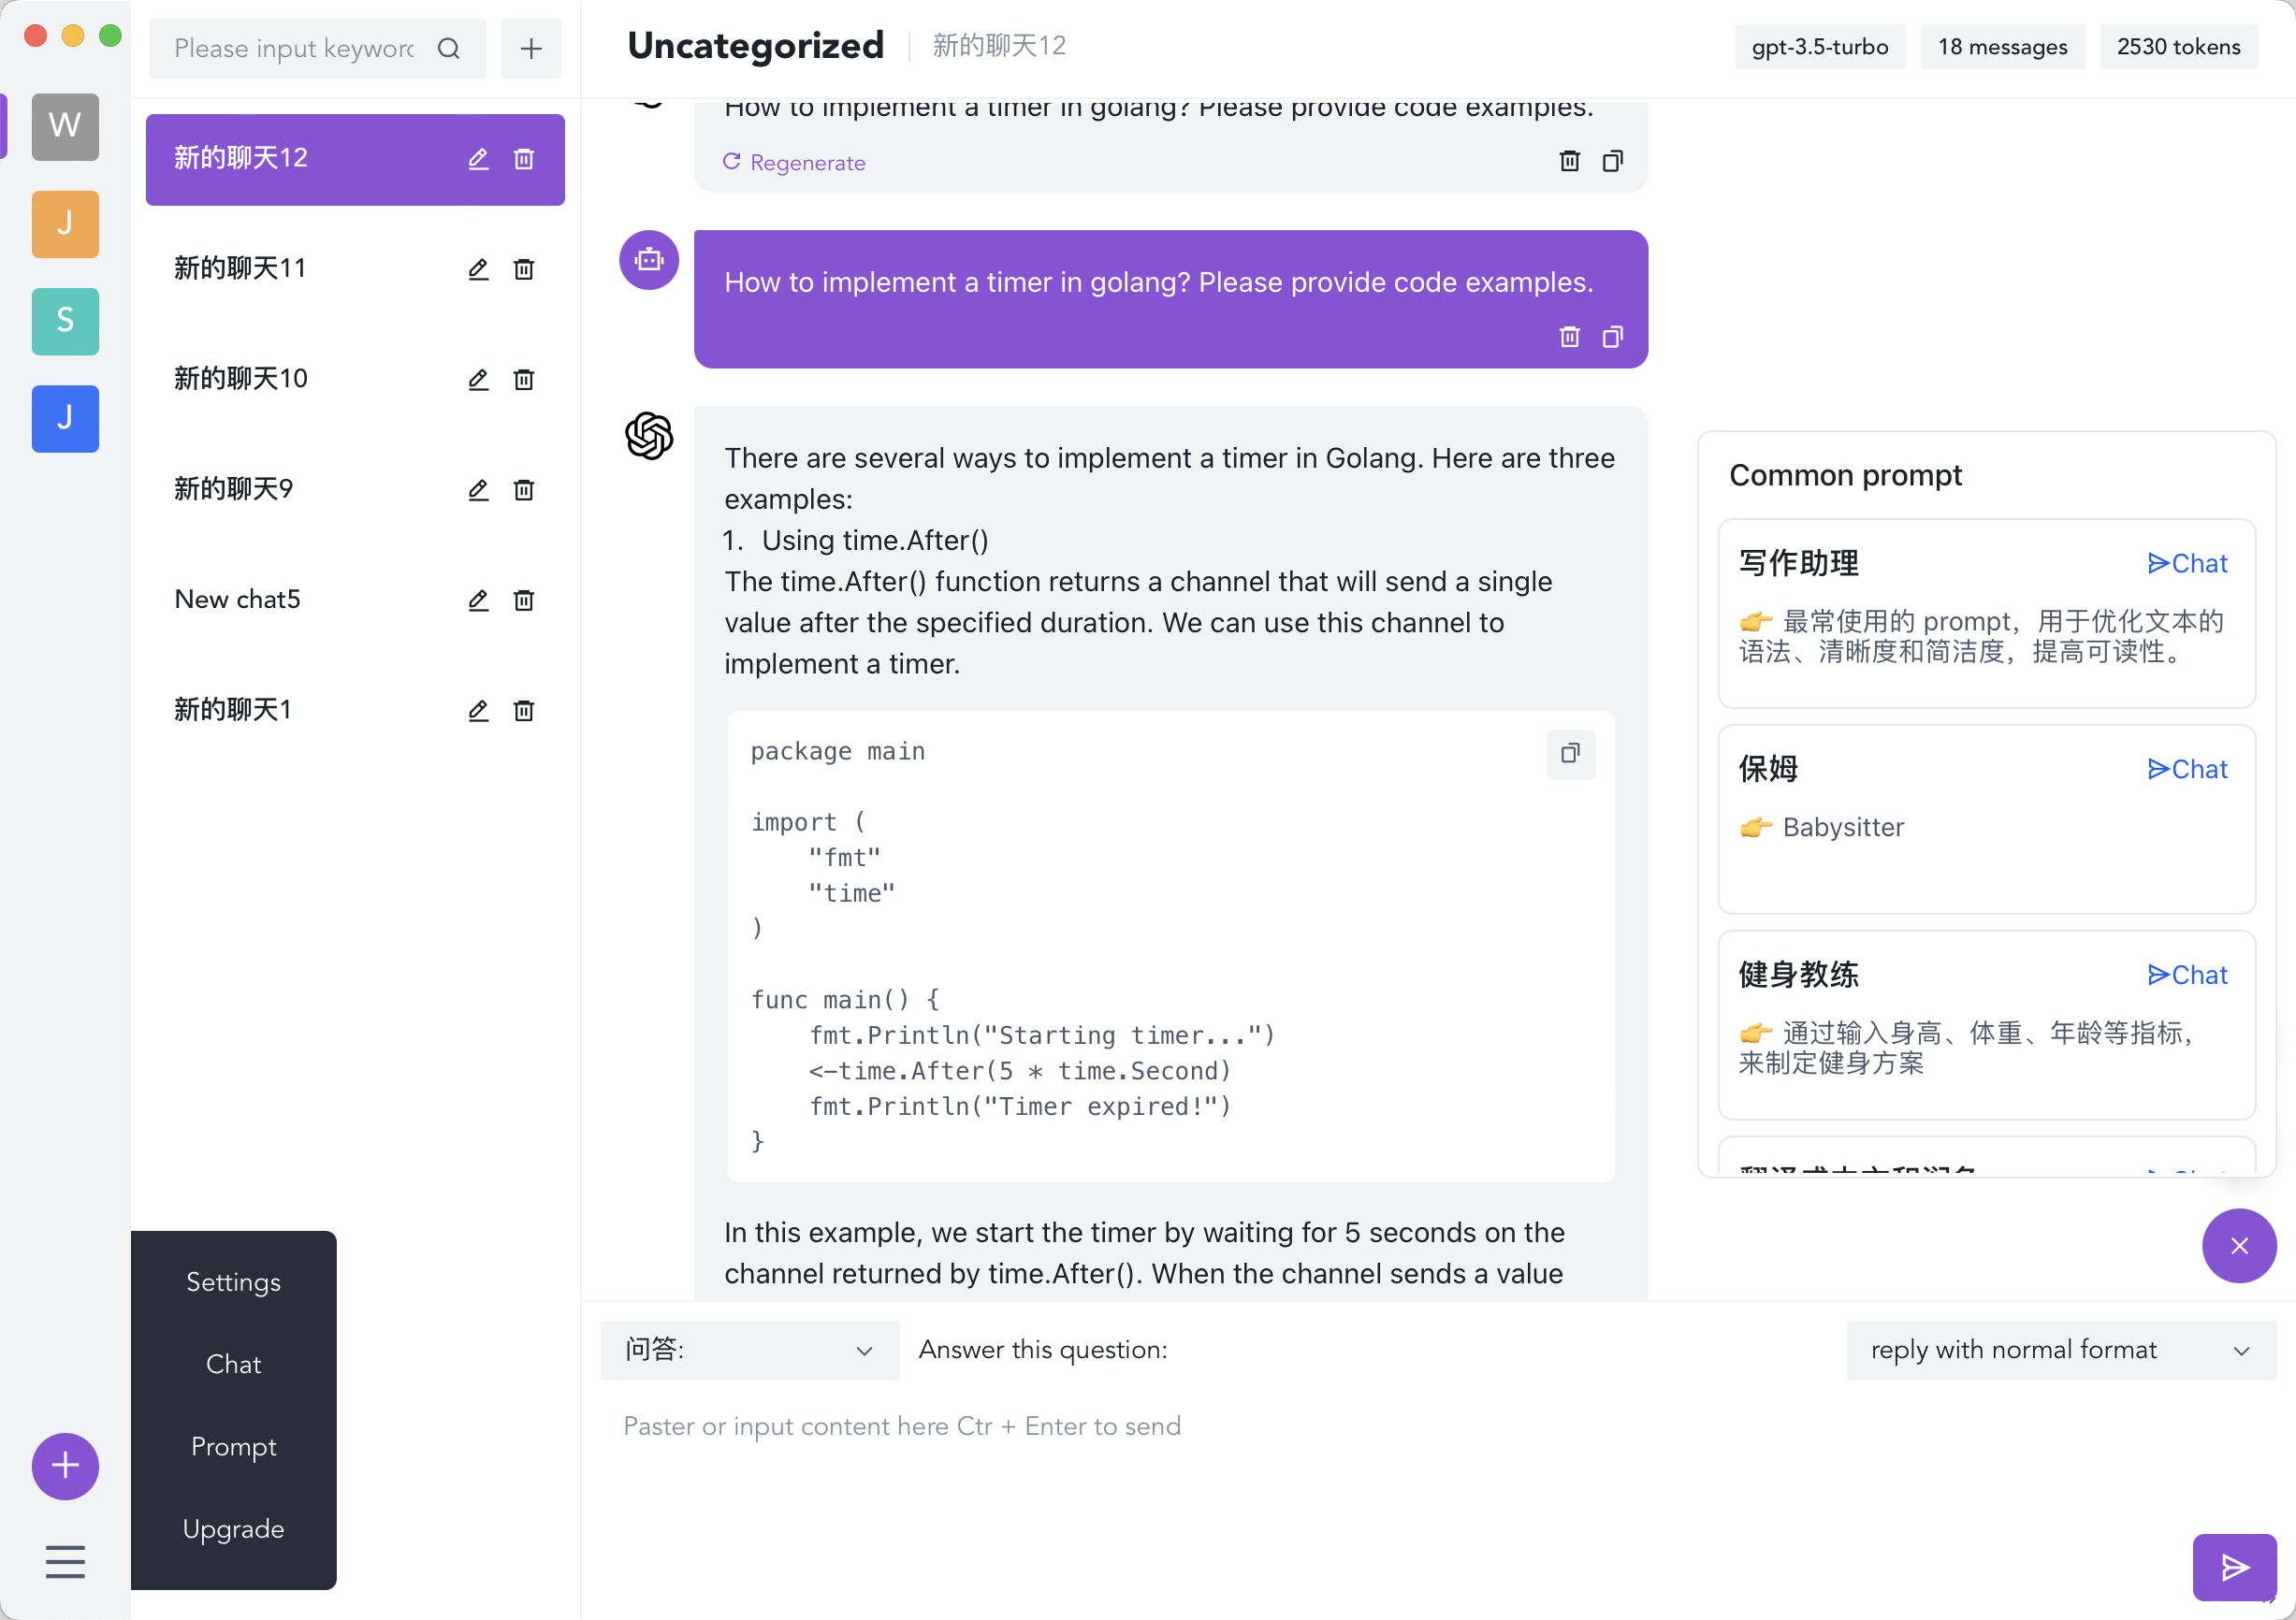 Please input keyword
Uncategorized
新的聊天12
gpt-3.5-turbo
18 messages
2530 tokens
W
J
S
J
新的聊天12
新的聊天11
新的聊天10
新的聊天9
New chat5
新的聊天1
How to implement a timer in golang? Please provide code examples.
Regenerate
How to implement a timer in golang? Please provide code examples.
There are several ways to implement a timer in Golang. Here are three
examples:
1. Using time.After()
The time.After() function returns a channel that will send a single
value after the specified duration. We can use this channel to
implement a timer.
package main
import (
"fmt"
"time"
)
func main() {
fmt.Println("Starting timer...")
<-time.After(5 * time.Second)
fmt.Println("Timer expired!")
}
In this example, we start the timer by waiting for 5 seconds on the
channel returned by time.After(). When the channel sends a value
Common prompt
写作助理
Chat
👉 最常使用的 prompt，用于优化文本的
语法、清晰度和简洁度，提高可读性。
保姆
Chat
👉 Babysitter
健身教练
Chat
👉 通过输入身高、体重、年龄等指标，
来制定健身方案
Settings
Chat
Prompt
Upgrade
问答:
Answer this question:
reply with normal format
Paster or input content here Ctr + Enter to send